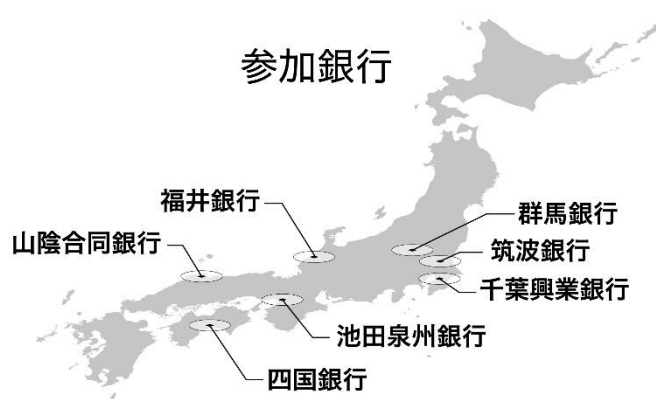 参加銀行
福井銀行
群馬銀行
山陰合同銀行
筑波銀行
千葉興業銀行
池田泉州銀行
四国銀行